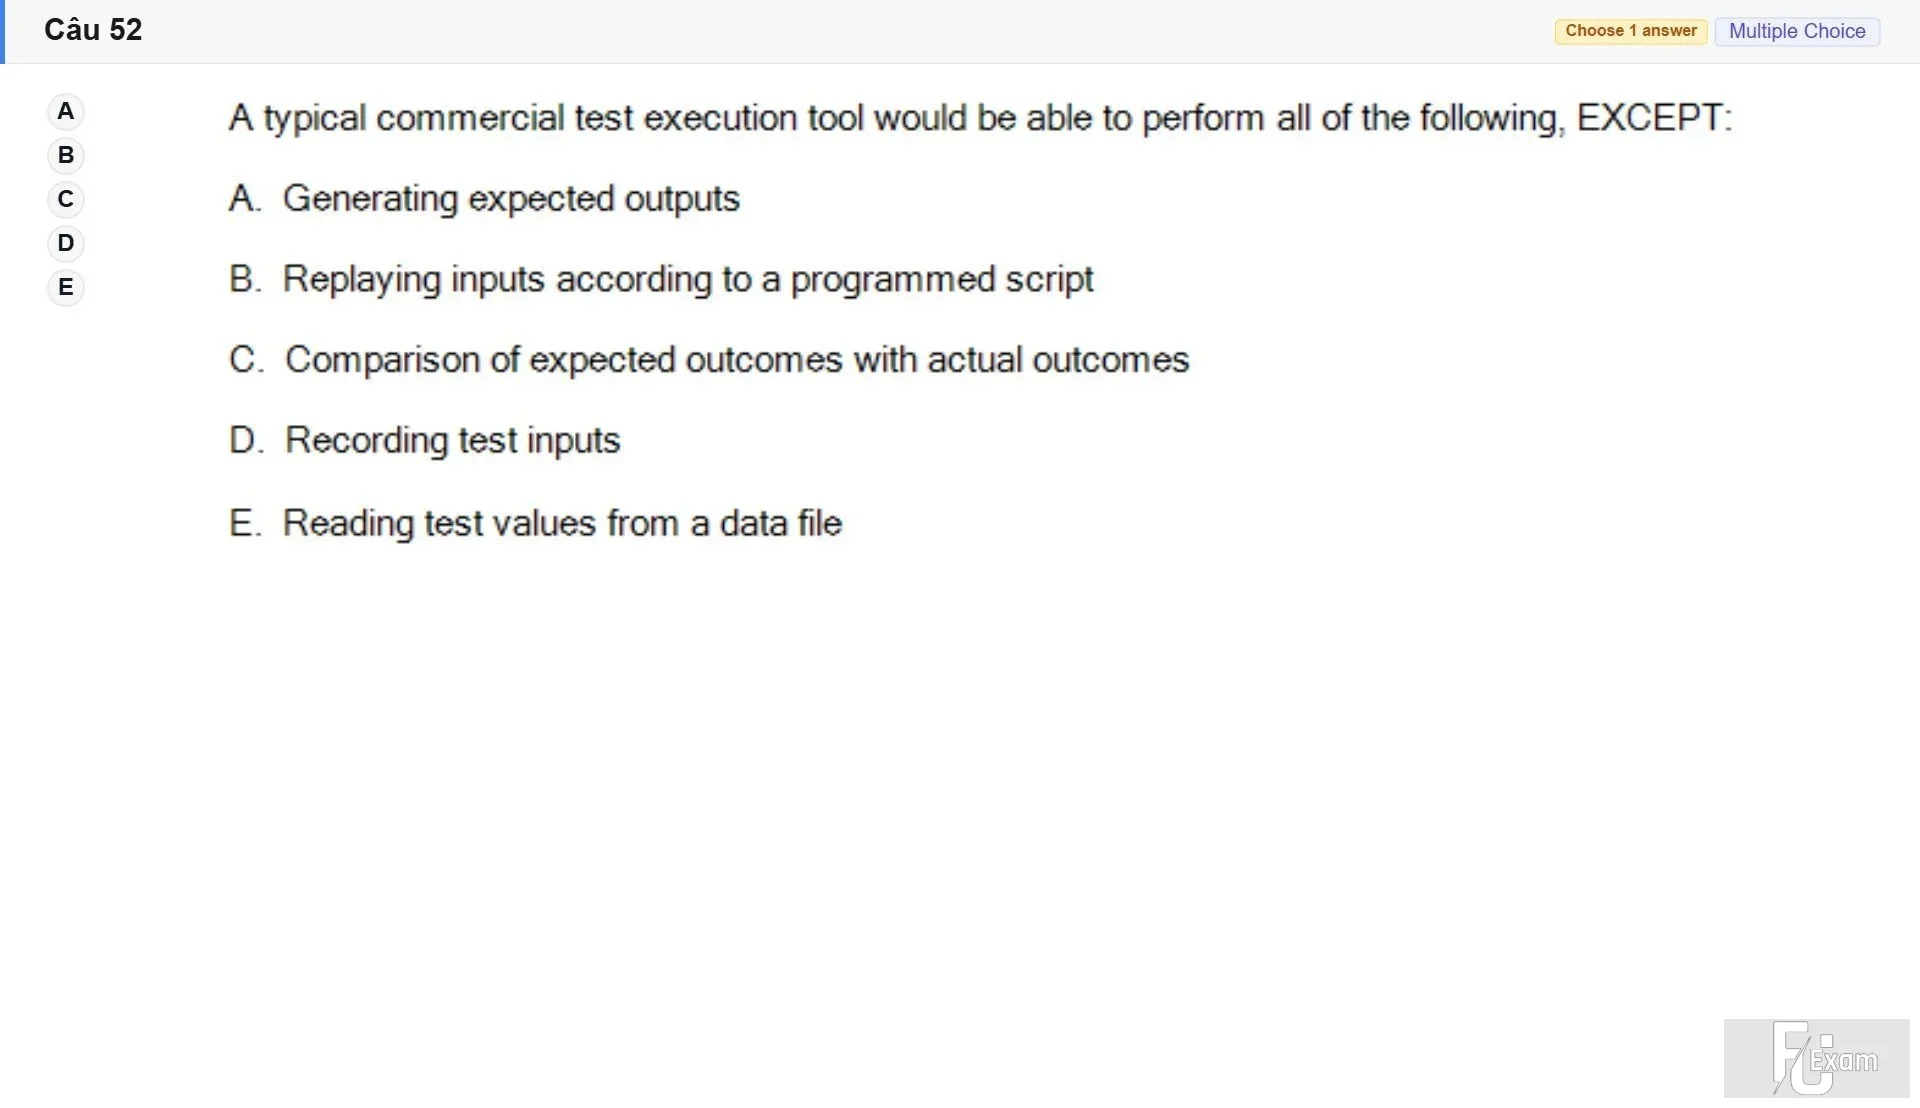 Câu 52
Choose 1 answer
Multiple Choice
A
B
C
D
E
A typical commercial test execution tool would be able to perform all of the following, EXCEPT:
A. Generating expected outputs
B. Replaying inputs according to a programmed script
C. Comparison of expected outcomes with actual outcomes
D. Recording test inputs
E. Reading test values from a data file
FU Exam